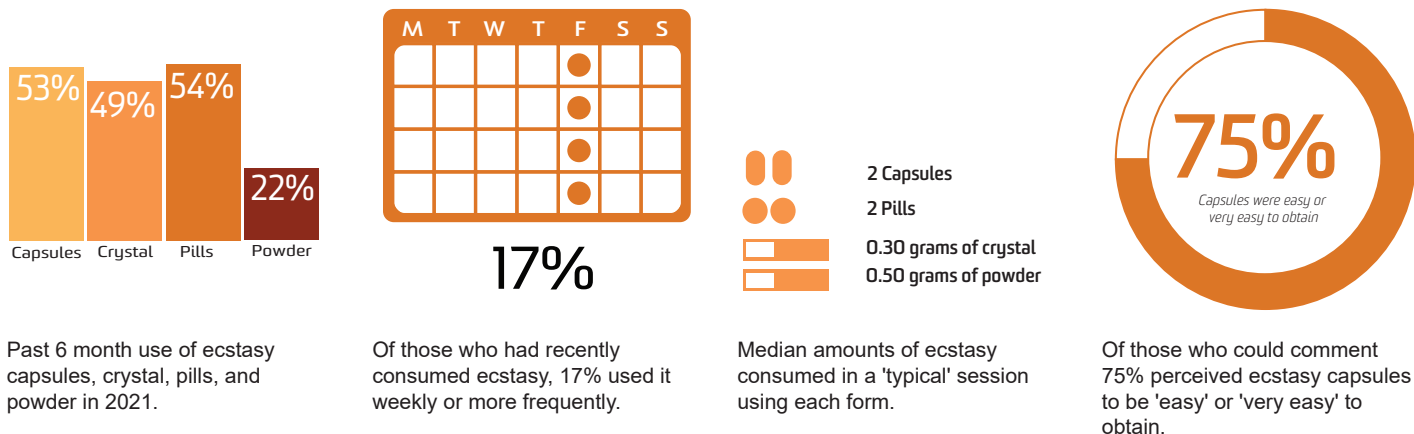 53%
49%
54%
22%
Capsules
Crystal
Pills
Powder
Past 6 month use of ecstasy
capsules, crystal, pills, and
powder in 2021.
M T W T F S S
17%
Of those who had recently
consumed ecstasy, 17% used it
weekly or more frequently.
2 Capsules
2 Pills
0.30 grams of crystal
0.50 grams of powder
Median amounts of ecstasy
consumed in a 'typical' session
using each form.
75%
Capsules were easy or
very easy to obtain
Of those who could comment
75% perceived ecstasy capsules
to be 'easy' or 'very easy' to
obtain.